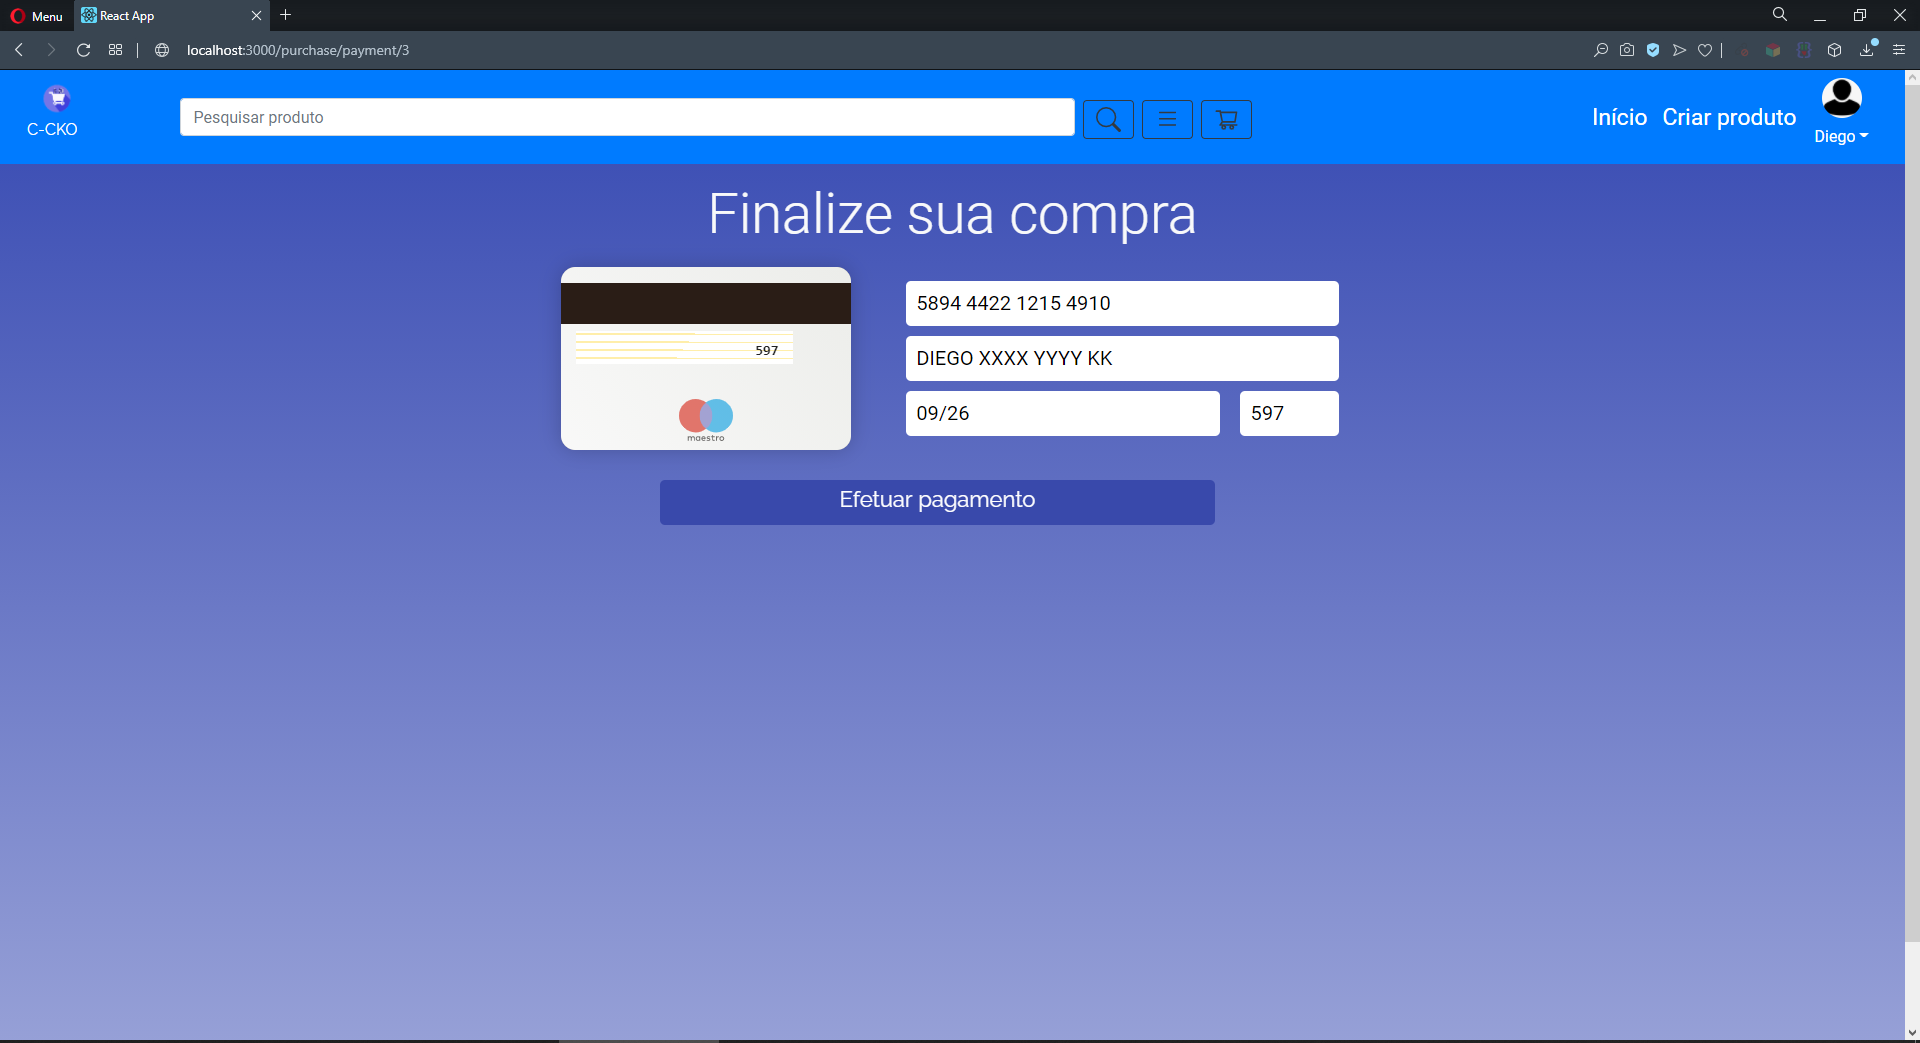 Menu
React App
localhost:3000/purchase/payment/3
C-CKO
Pesquisar produto
Início
Criar produto
Diego
Finalize sua compra
597
maestro
5894 4422 1215 4910
DIEGO XXXX YYYY KK
09/26
597
Efetuar pagamento